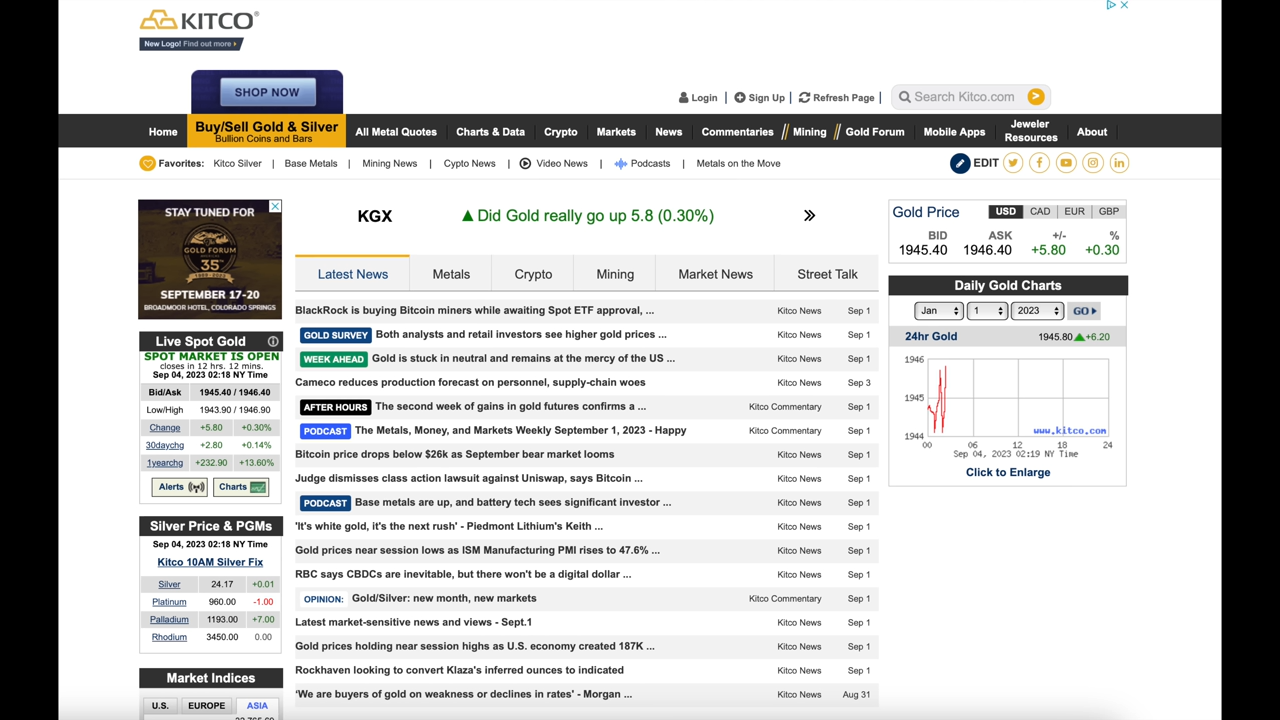 KITCO®
New Logo! Find out more
SHOP NOW
Login | Sign Up | Refresh Page |
Search Kitco.com >
Home
Buy/Sell Gold & Silver
Bullion Coins and Bars
All Metal Quotes
Charts & Data
Crypto
Markets
News
Commentaries
Mining
Gold Forum
Mobile Apps
Jeweler
Resources
About
Favorites: Kitco Silver | Base Metals | Mining News | Cypto News | Video News | Podcasts | Metals on the Move
EDIT
STAY TUNED FOR
GOLD FORUM
35
SEPTEMBER 17-20
BROADMOOR HOTEL, COLORADO SPRINGS
KGX ▲ Did Gold really go up 5.8 (0.30%) »
Live Spot Gold
SPOT MARKET IS OPEN
closes in 12 hrs. 12 mins.
Sep 04, 2023 02:18 NY Time
Bid/Ask 1945.40 / 1946.40
Low/High 1943.90 / 1946.90
Change +5.80 +0.30%
30daychg +2.80 +0.14%
1yearchg +232.90 +13.60%
Alerts Charts
Silver Price & PGMs
Sep 04, 2023 02:18 NY Time
Kitco 10AM Silver Fix
Silver 24.17 +0.01
Platinum 960.00 -1.00
Palladium 1193.00 +7.00
Rhodium 3450.00 0.00
Market Indices
U.S. EUROPE ASIA
Latest News Metals Crypto Mining Market News Street Talk
BlackRock is buying Bitcoin miners while awaiting Spot ETF approval, ... Kitco News Sep 1
GOLD SURVEY Both analysts and retail investors see higher gold prices ... Kitco News Sep 1
WEEK AHEAD Gold is stuck in neutral and remains at the mercy of the US ... Kitco News Sep 1
Cameco reduces production forecast on personnel, supply-chain woes Kitco News Sep 3
AFTER HOURS The second week of gains in gold futures confirms a ... Kitco Commentary Sep 1
PODCAST The Metals, Money, and Markets Weekly September 1, 2023 - Happy Kitco Commentary Sep 1
Bitcoin price drops below $26k as September bear market looms Kitco News Sep 1
Judge dismisses class action lawsuit against Uniswap, says Bitcoin ... Kitco News Sep 1
PODCAST Base metals are up, and battery tech sees significant investor ... Kitco News Sep 1
'It's white gold, it's the next rush' - Piedmont Lithium's Keith ... Kitco News Sep 1
Gold prices near session lows as ISM Manufacturing PMI rises to 47.6% ... Kitco News Sep 1
RBC says CBDCs are inevitable, but there won't be a digital dollar ... Kitco News Sep 1
OPINION: Gold/Silver: new month, new markets Kitco Commentary Sep 1
Latest market-sensitive news and views - Sept.1 Kitco News Sep 1
Gold prices holding near session highs as U.S. economy created 187K ... Kitco News Sep 1
Rockhaven looking to convert Klaza's inferred ounces to indicated Kitco News Sep 1
'We are buyers of gold on weakness or declines in rates' - Morgan ... Kitco News Aug 31
Gold Price USD CAD EUR GBP
BID ASK +/- %
1945.40 1946.40 +5.80 +0.30
Daily Gold Charts
Jan 1 2023 GO
24hr Gold 1945.80 ▲ +6.20
1946
1945
1944
www.kitco.com
00 06 12 18 24
Sep 04, 2023 02:19 NY Time
Click to Enlarge